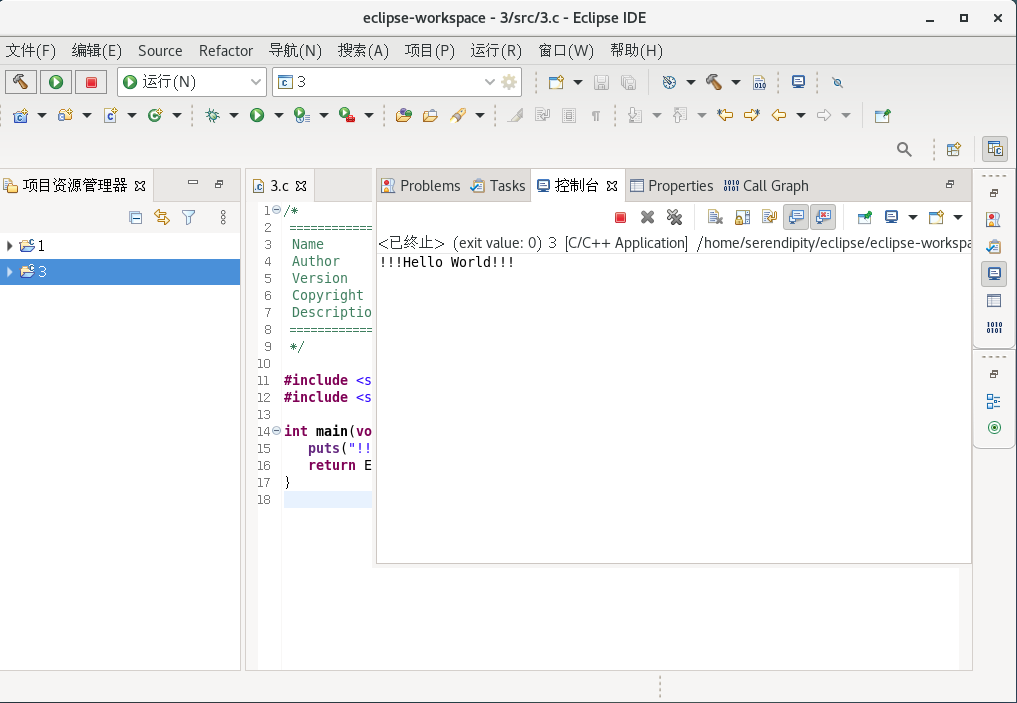 eclipse-workspace - 3/src/3.c - Eclipse IDE
文件(F) 编辑(E) Source Refactor 导航(N) 搜索(A) 项目(P) 运行(R) 窗口(W) 帮助(H)
运行(N) 3
项目资源管理器
1
3
3.c
1 /*
2 ============
3 Name
4 Author
5 Version
6 Copyright
7 Descriptio
8 ============
9 */
10
11 #include <s
12 #include <s
13
14 int main(vo
15 puts("!!
16 return E
17 }
18
Problems Tasks 控制台 Properties Call Graph
<已终止> (exit value: 0) 3 [C/C++ Application] /home/serendipity/eclipse/eclipse-workspa
!!!Hello World!!!